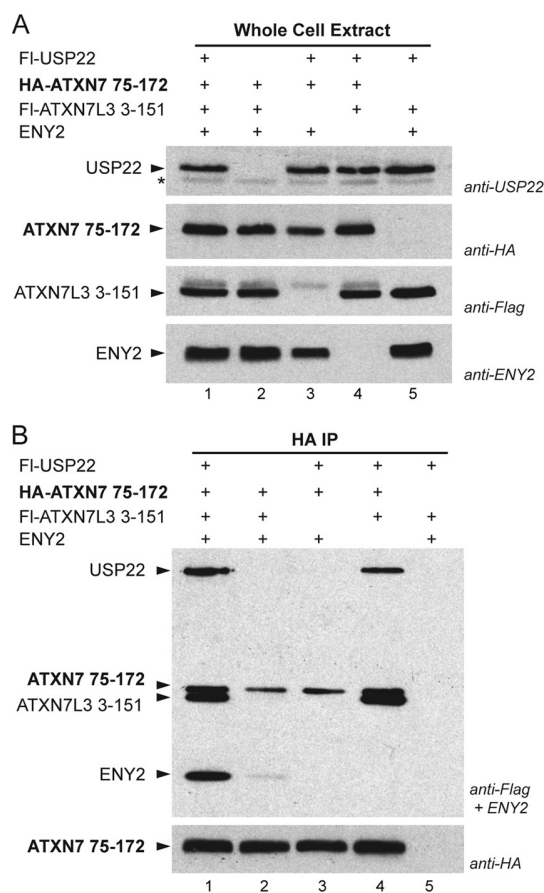 A
Whole Cell Extract
Fl-USP22 + + + +
HA-ATXN7 75-172 + + + +
Fl-ATXN7L3 3-151 + + + +
ENY2 + + + +
USP22
*
anti-USP22
ATXN7 75-172
anti-HA
ATXN7L3 3-151
anti-Flag
ENY2
anti-ENY2
1 2 3 4 5
B
HA IP
Fl-USP22 + + + +
HA-ATXN7 75-172 + + + +
Fl-ATXN7L3 3-151 + + + +
ENY2 + + + +
USP22
ATXN7 75-172
ATXN7L3 3-151
ENY2
anti-Flag
+ ENY2
ATXN7 75-172
anti-HA
1 2 3 4 5